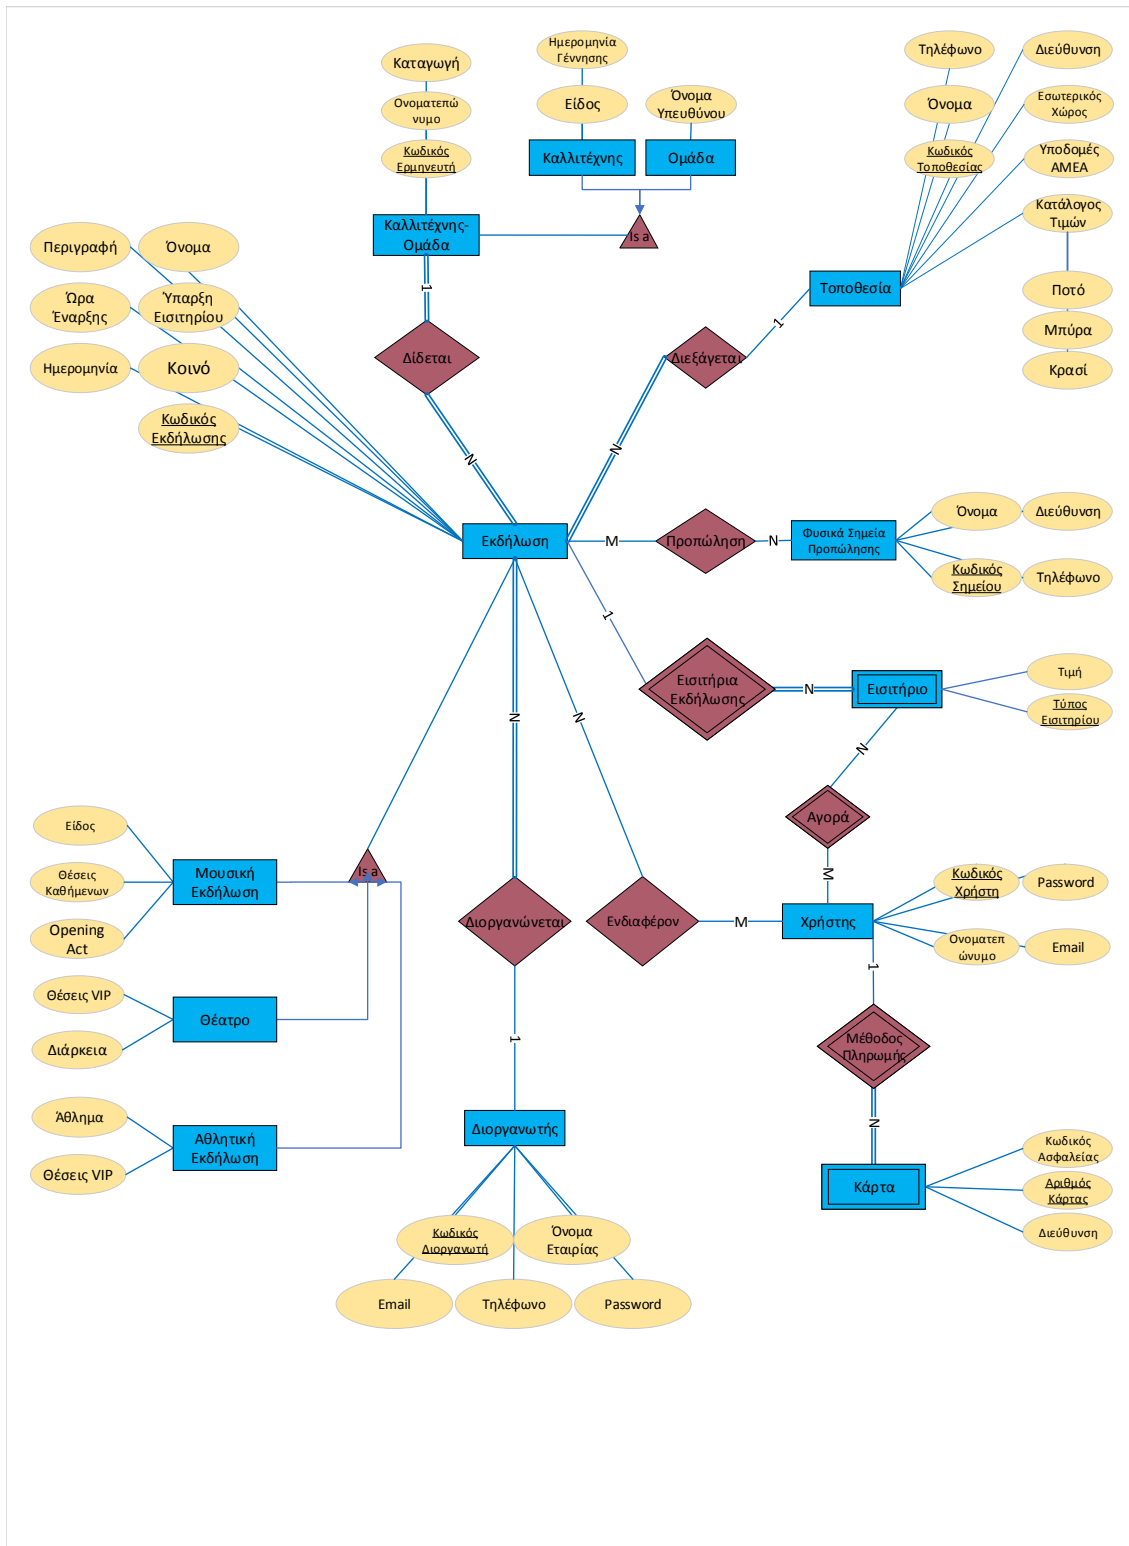 Καταγωγή
Ονοματεπώ
νυμο
Κωδικός
Ερμηνευτή
Καλλιτέχνης-
Ομάδα
Ημερομηνία
Γέννησης
Είδος
Καλλιτέχνης
Όνομα
Υπευθύνου
Ομάδα
Is a
Τηλέφωνο
Διεύθυνση
Όνομα
Εσωτερικός
Χώρος
Κωδικός
Τοποθεσίας
Υποδομές
ΑΜΕΑ
Κατάλογος
Τιμών
Ποτό
Μπύρα
Κρασί
Τοποθεσία
1
Διεξάγεται
N
Περιγραφή
Όνομα
Ώρα
Έναρξης
Ύπαρξη
Εισιτηρίου
Ημερομηνία
Κοινό
Κωδικός
Εκδήλωσης
1
Δίδεται
N
Εκδήλωση
M
Προπώληση
N
Φυσικά Σημεία
Προπώλησης
Όνομα
Διεύθυνση
Κωδικός
Σημείου
Τηλέφωνο
1
Εισιτήρια
Εκδήλωσης
N
Εισιτήριο
Τιμή
Τύπος
Εισιτηρίου
N
Αγορά
M
N
N
Είδος
Θέσεις
Καθήμενων
Opening
Act
Μουσική
Εκδήλωση
Is a
Θέσεις VIP
Διάρκεια
Θέατρο
Άθλημα
Θέσεις VIP
Αθλητική
Εκδήλωση
Διοργανώνεται
1
Ενδιαφέρον
M
Χρήστης
Κωδικός
Χρήστη
Password
Ονοματεπ
ώνυμο
Email
1
Μέθοδος
Πληρωμής
N
Κάρτα
Κωδικός
Ασφαλείας
Αριθμός
Κάρτας
Διεύθυνση
Διοργανωτής
Κωδικός
Διοργανωτή
Όνομα
Εταιρίας
Email
Τηλέφωνο
Password